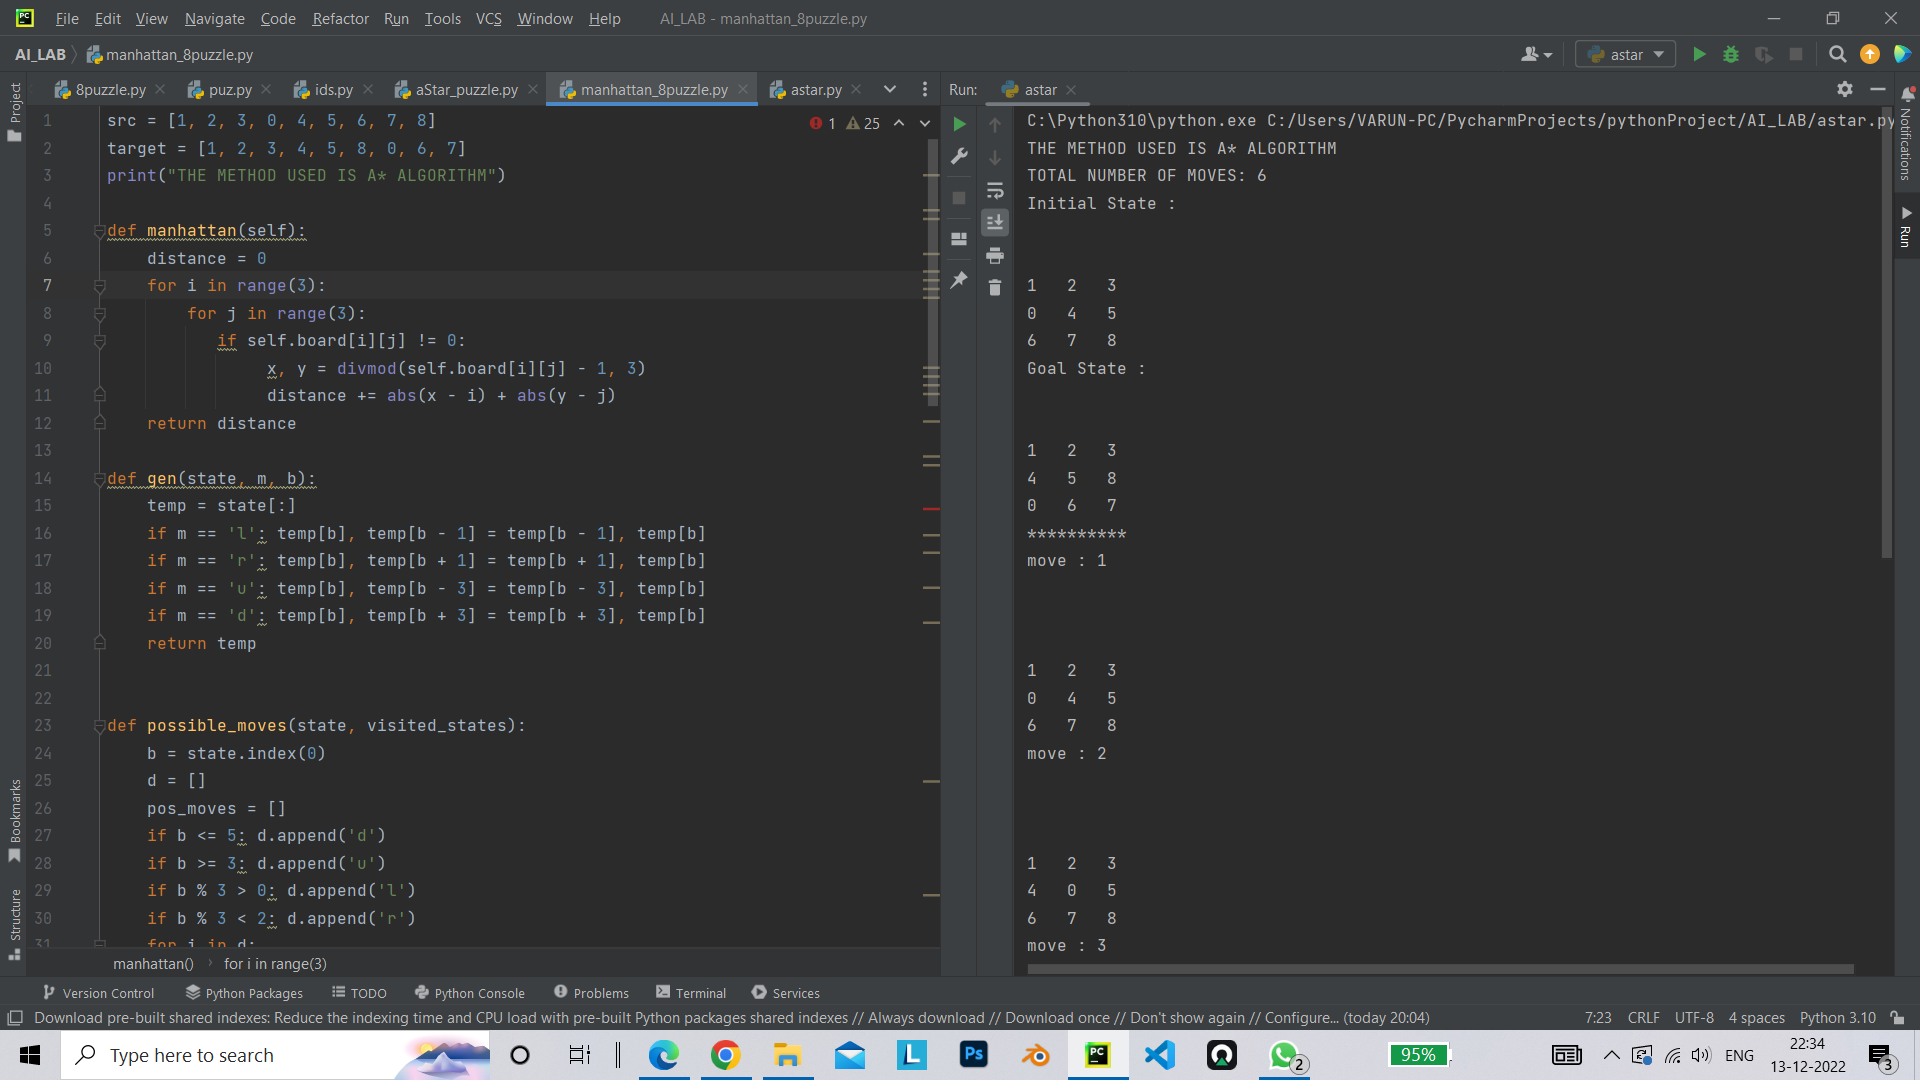 File Edit View Navigate Code Refactor Run Tools VCS Window Help AI_LAB - manhattan_8puzzle.py
AI_LAB manhattan_8puzzle.py astar
Project
8puzzle.py puz.py ids.py aStar_puzzle.py manhattan_8puzzle.py astar.py
1 src = [1, 2, 3, 0, 4, 5, 6, 7, 8]
1 25
2 target = [1, 2, 3, 4, 5, 8, 0, 6, 7]
3 print("THE METHOD USED IS A* ALGORITHM")
4
5 def manhattan(self):
6 distance = 0
7 for i in range(3):
8 for j in range(3):
9 if self.board[i][j] != 0:
10 x, y = divmod(self.board[i][j] - 1, 3)
11 distance += abs(x - i) + abs(y - j)
12 return distance
13
14 def gen(state, m, b):
15 temp = state[:]
16 if m == 'l': temp[b], temp[b - 1] = temp[b - 1], temp[b]
17 if m == 'r': temp[b], temp[b + 1] = temp[b + 1], temp[b]
18 if m == 'u': temp[b], temp[b - 3] = temp[b - 3], temp[b]
19 if m == 'd': temp[b], temp[b + 3] = temp[b + 3], temp[b]
20 return temp
21
22
23 def possible_moves(state, visited_states):
24 b = state.index(0)
25 d = []
26 pos_moves = []
27 if b <= 5: d.append('d')
28 if b >= 3: d.append('u')
29 if b % 3 > 0: d.append('l')
30 if b % 3 < 2: d.append('r')
31 for i in d:
manhattan() for i in range(3)
Bookmarks
Structure
Run: astar
C:\Python310\python.exe C:/Users/VARUN-PC/PycharmProjects/pythonProject/AI_LAB/astar.py
THE METHOD USED IS A* ALGORITHM
TOTAL NUMBER OF MOVES: 6
Initial State :
1 2 3
0 4 5
6 7 8
Goal State :
1 2 3
4 5 8
0 6 7
**********
move : 1
1 2 3
0 4 5
6 7 8
move : 2
1 2 3
4 0 5
6 7 8
move : 3
Notifications
Run
Version Control Python Packages TODO Python Console Problems Terminal Services
Download pre-built shared indexes: Reduce the indexing time and CPU load with pre-built Python packages shared indexes // Always download // Download once // Don't show again // Configure... (today 20:04) 7:23 CRLF UTF-8 4 spaces Python 3.10
Type here to search L Ps PC 2 95% ENG 22:34
13-12-2022 3